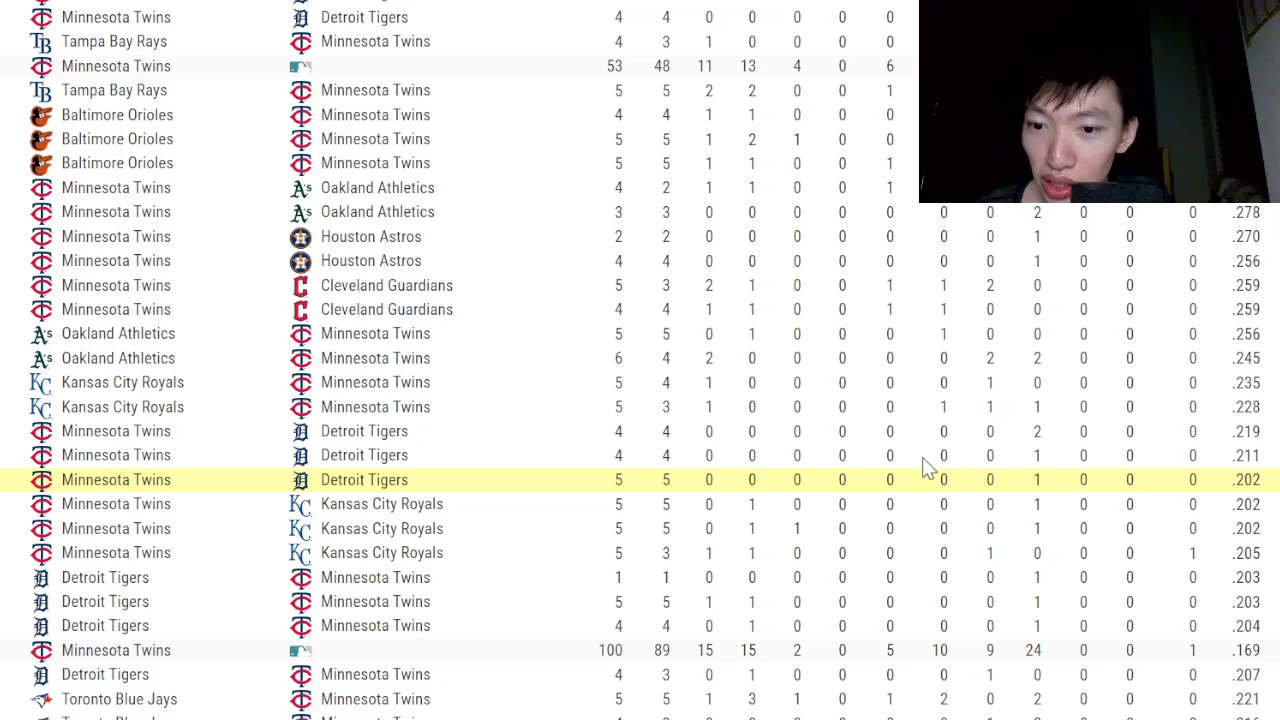 Minnesota Twins Detroit Tigers 4 4 0 0 0 0 0
TB Tampa Bay Rays Minnesota Twins 4 3 1 0 0 0 0
Minnesota Twins 53 48 11 13 4 0 6
TB Tampa Bay Rays Minnesota Twins 5 5 2 2 0 0 1
Baltimore Orioles Minnesota Twins 4 4 1 1 0 0 0
Baltimore Orioles Minnesota Twins 5 5 1 2 1 0 0
Baltimore Orioles Minnesota Twins 5 5 1 1 0 0 1
Minnesota Twins A's Oakland Athletics 4 2 1 1 0 0 1
Minnesota Twins A's Oakland Athletics 3 3 0 0 0 0 0 0 0 2 0 0 0 .278
Minnesota Twins Houston Astros 2 2 0 0 0 0 0 0 0 1 0 0 0 .270
Minnesota Twins Houston Astros 4 4 0 0 0 0 0 0 0 1 0 0 0 .256
Minnesota Twins C Cleveland Guardians 5 3 2 1 0 0 1 1 2 0 0 0 0 .259
Minnesota Twins C Cleveland Guardians 4 4 1 1 0 0 1 1 0 0 0 0 0 .259
A's Oakland Athletics Minnesota Twins 5 5 0 1 0 0 0 1 0 0 0 0 0 .256
A's Oakland Athletics Minnesota Twins 6 4 2 0 0 0 0 0 2 2 0 0 0 .245
KC Kansas City Royals Minnesota Twins 5 4 1 0 0 0 0 0 1 0 0 0 0 .235
KC Kansas City Royals Minnesota Twins 5 3 1 0 0 0 0 1 1 1 0 0 0 .228
Minnesota Twins D Detroit Tigers 4 4 0 0 0 0 0 0 0 2 0 0 0 .219
Minnesota Twins D Detroit Tigers 4 4 0 0 0 0 0 0 0 1 0 0 0 .211
Minnesota Twins D Detroit Tigers 5 5 0 0 0 0 0 0 0 1 0 0 0 .202
Minnesota Twins KC Kansas City Royals 5 5 0 1 0 0 0 0 0 1 0 0 0 .202
Minnesota Twins KC Kansas City Royals 5 5 0 1 1 0 0 0 0 1 0 0 0 .202
Minnesota Twins KC Kansas City Royals 5 3 1 1 0 0 0 0 1 0 0 0 1 .205
D Detroit Tigers Minnesota Twins 1 1 0 0 0 0 0 0 0 1 0 0 0 .203
D Detroit Tigers Minnesota Twins 5 5 1 1 0 0 0 0 0 1 0 0 0 .203
D Detroit Tigers Minnesota Twins 4 4 0 1 0 0 0 0 0 1 0 0 0 .204
Minnesota Twins 100 89 15 15 2 0 5 10 9 24 0 0 1 .169
D Detroit Tigers Minnesota Twins 4 3 0 1 0 0 0 0 1 0 0 0 0 .207
Toronto Blue Jays Minnesota Twins 5 5 1 3 1 0 1 2 0 2 0 0 0 .221